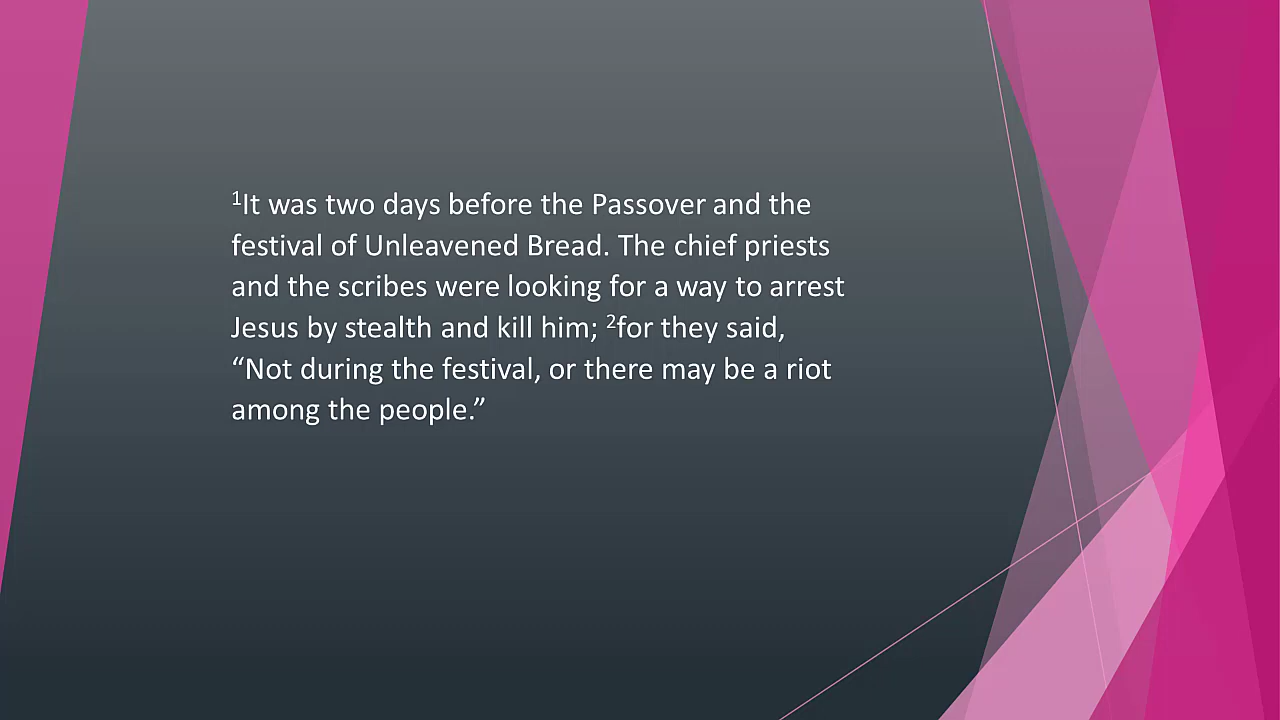 ¹It was two days before the Passover and the
festival of Unleavened Bread. The chief priests
and the scribes were looking for a way to arrest
Jesus by stealth and kill him; ²for they said,
“Not during the festival, or there may be a riot
among the people.”